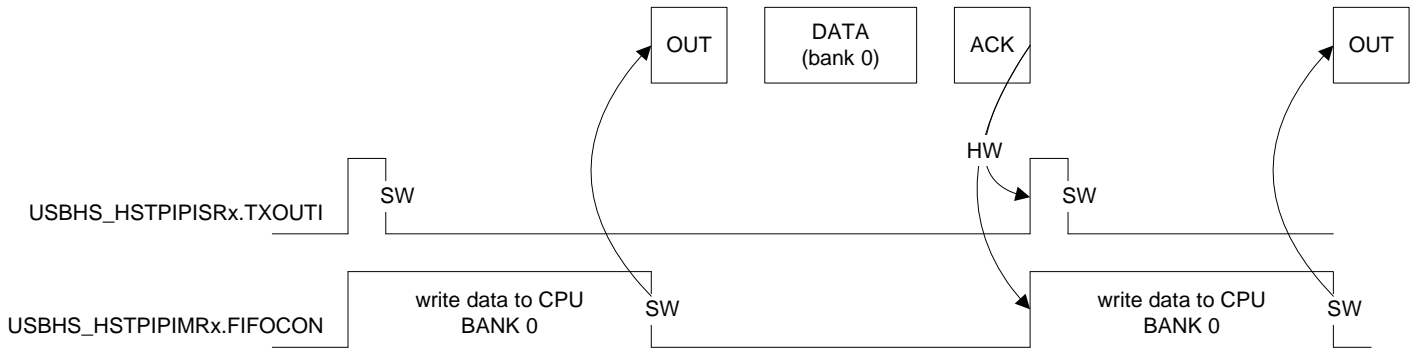 OUT
DATA
(bank 0)
ACK
OUT
HW
SW
SW
USBHS_HSTPIPISRx.TXOUTI
write data to CPU
BANK 0
SW
write data to CPU
BANK 0
SW
USBHS_HSTPIPIMRx.FIFOCON